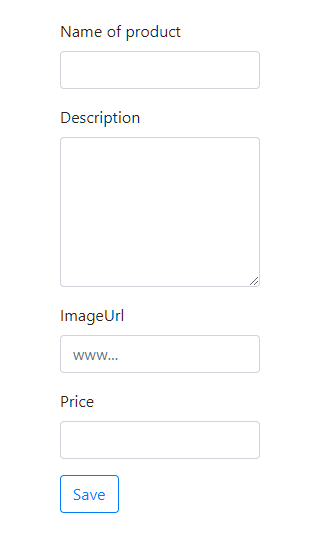 Name of product
Description
ImageUrl
www...
Price
Save